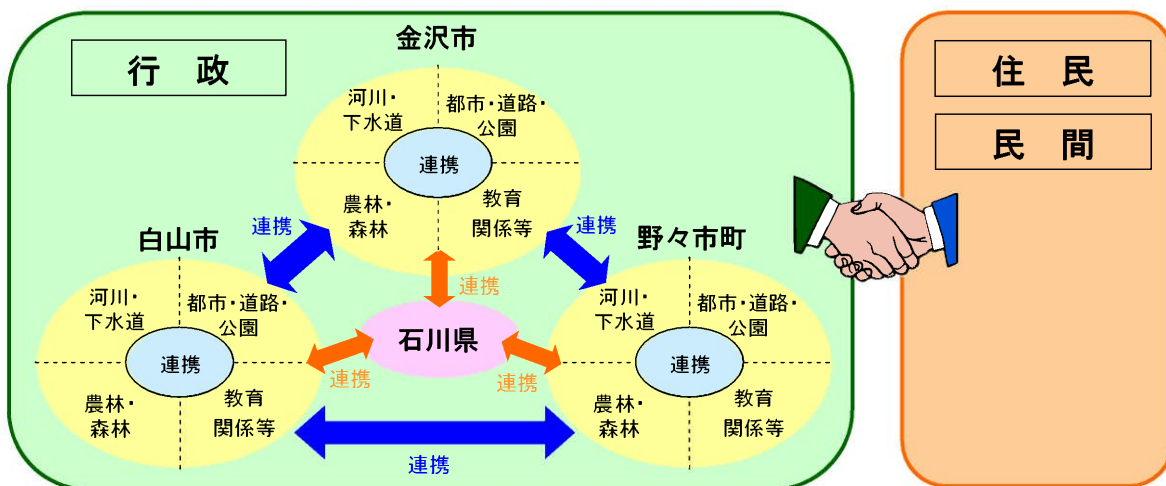 行　政
金沢市
河川・
下水道
都市・道路・
公園
連携
農林・
森林
教育
関係等
連携
連携
連携
白山市
河川・
下水道
都市・道路・
公園
連携
農林・
森林
教育
関係等
石川県
連携
連携
野々市町
河川・
下水道
都市・道路・
公園
連携
農林・
森林
教育
関係等
連携
住　民
民　間